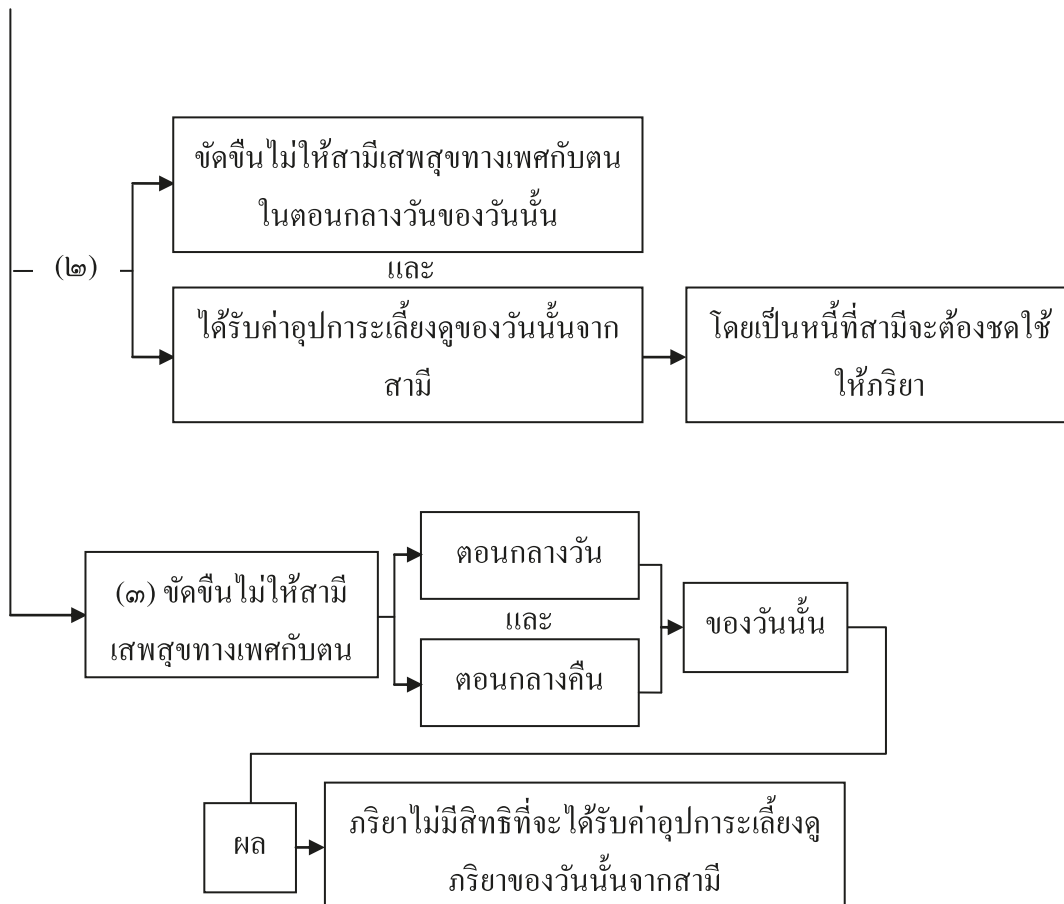 ขัดขืนไม่ให้สามีเสพสุขทางเพศกับตน
ในตอนกลางวันของวันนั้น
(๒)
และ
ได้รับค่าอุปการะเลี้ยงดูของวันนั้นจาก
สามี
โดยเป็นหนี้ที่สามีจะต้องชดใช้
ให้ภริยา
(๓) ขัดขืนไม่ให้สามี
เสพสุขทางเพศกับตน
ตอนกลางวัน
และ
ตอนกลางคืน
ของวันนั้น
ผล
ภริยาไม่มีสิทธิที่จะได้รับค่าอุปการะเลี้ยงดู
ภริยาของวันนั้นจากสามี